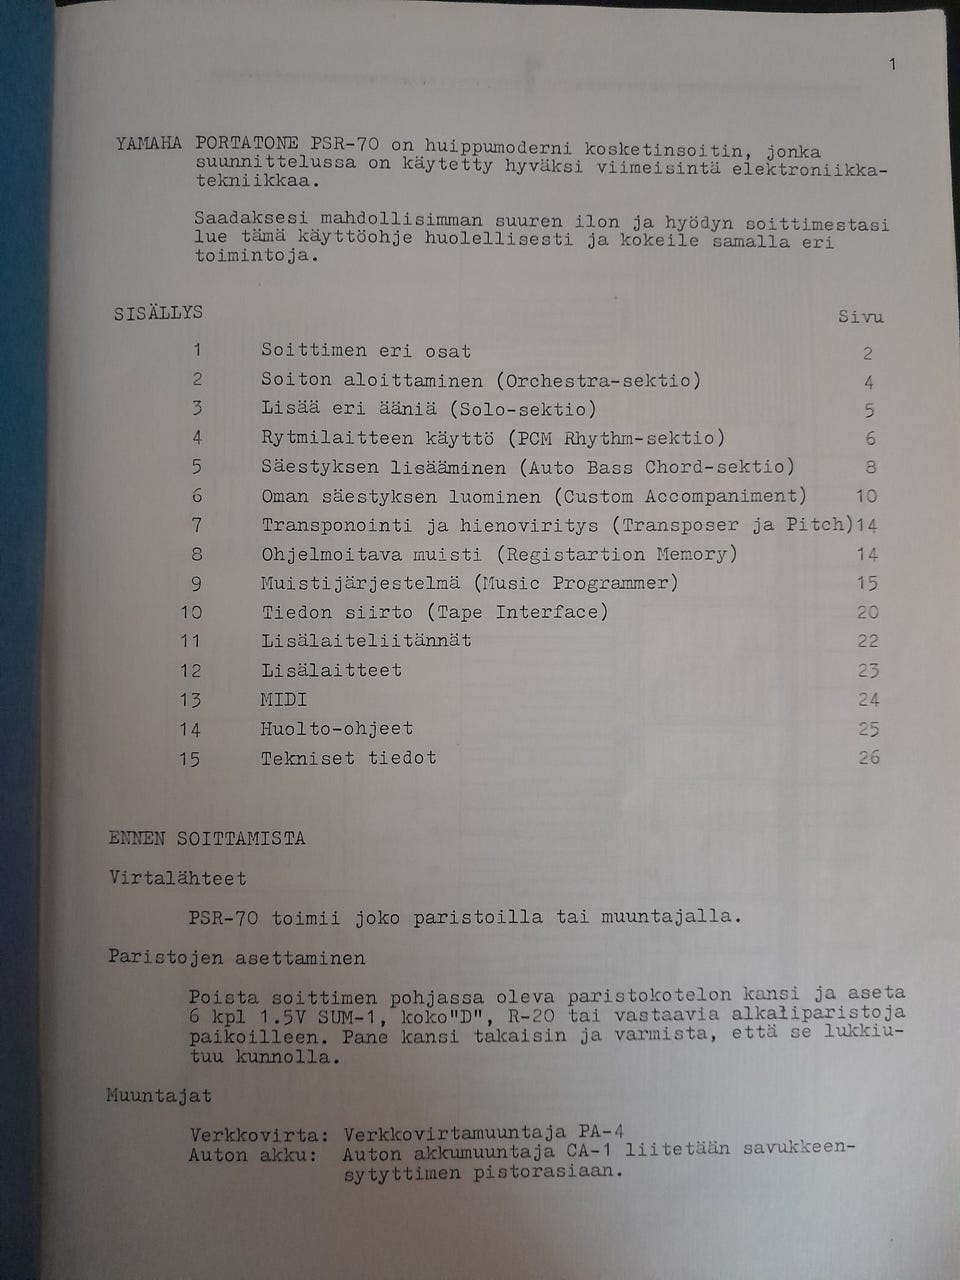 1
YAMAHA PORTATONE PSR-70 on huippumoderni kosketinsoitin, jonka
suunnittelussa on käytetty hyväksi viimeisintä elektroniikka-
tekniikkaa.
Saadaksesi mahdollisimman suuren ilon ja hyödyn soittimestasi
lue tämä käyttöohje huolellisesti ja kokeile samalla eri
toimintoja.
SISÄLLYS Sivu
1 Soittimen eri osat 2
2 Soiton aloittaminen (Orchestra-sektio) 4
3 Lisää eri ääniä (Solo-sektio) 5
4 Rytmilaitteen käyttö (PCM Rhythm-sektio) 6
5 Säestyksen lisääminen (Auto Bass Chord-sektio) 8
6 Oman säestyksen luominen (Custom Accompaniment) 10
7 Transponointi ja hienoviritys (Transposer ja Pitch)14
8 Ohjelmoitava muisti (Registartion Memory) 14
9 Muistijärjestelmä (Music Programmer) 15
10 Tiedon siirto (Tape Interface) 20
11 Lisälaiteliitännät 22
12 Lisälaitteet 23
13 MIDI 24
14 Huolto-ohjeet 25
15 Tekniset tiedot 26
ENNEN SOITTAMISTA
Virtalähteet
PSR-70 toimii joko paristoilla tai muuntajalla.
Paristojen asettaminen
Poista soittimen pohjassa oleva paristokotelon kansi ja aseta
6 kpl 1.5V SUM-1, koko"D", R-20 tai vastaavia alkaliparistoja
paikoilleen. Pane kansi takaisin ja varmista, että se lukkiu-
tuu kunnolla.
Muuntajat
Verkkovirta: Verkkovirtamuuntaja PA-4
Auton akku: Auton akkumuuntaja CA-1 liitetään savukkeen-
sytyttimen pistorasiaan.